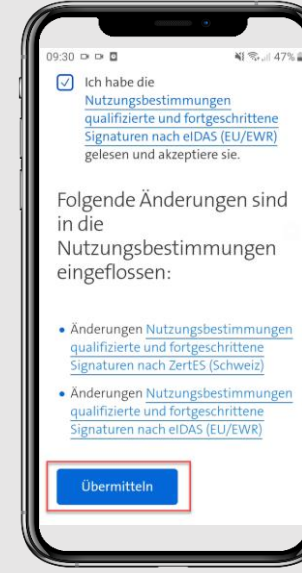 09:30 47%
Ich habe die
Nutzungsbestimmungen
qualifizierte und fortgeschrittene
Signaturen nach eIDAS (EU/EWR)
gelesen und akzeptiere sie.
Folgende Änderungen sind
in die
Nutzungsbestimmungen
eingeflossen:
• Änderungen Nutzungsbestimmungen
qualifizierte und fortgeschrittene
Signaturen nach ZertES (Schweiz)
• Änderungen Nutzungsbestimmungen
qualifizierte und fortgeschrittene
Signaturen nach eIDAS (EU/EWR)
Übermitteln